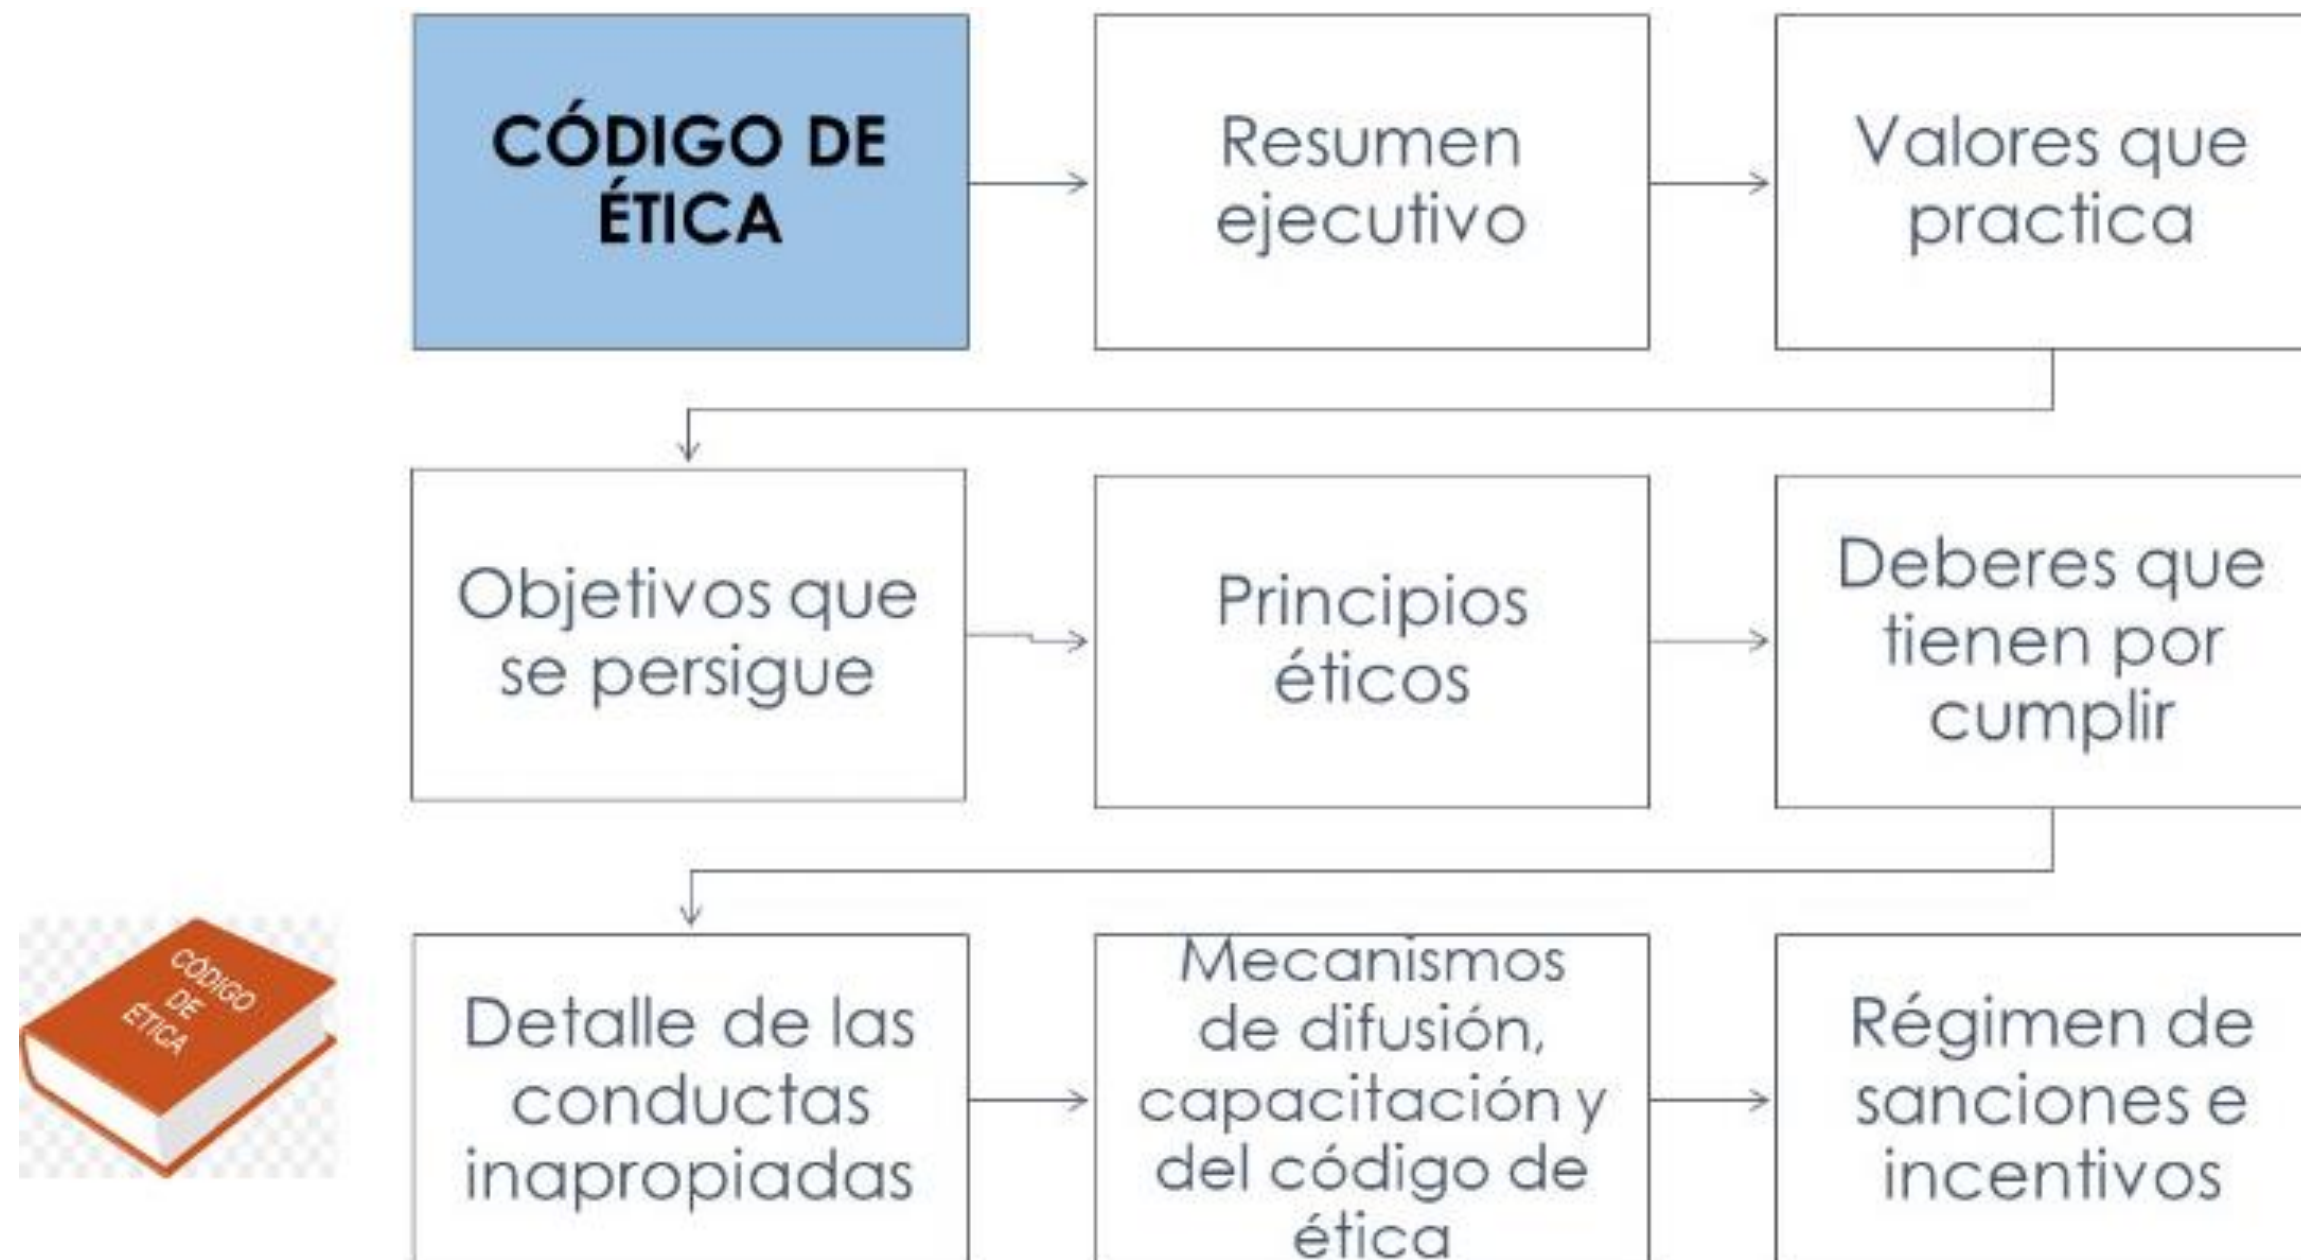 CÓDIGO DE
ÉTICA
Resumen
ejecutivo
Valores que
practica
Objetivos que
se persigue
Principios
éticos
Deberes que
tienen por
cumplir
CÓDIGO
DE
ÉTICA
Detalle de las
conductas
inapropiadas
Mecanismos
de difusión,
capacitación y
del código de
ética
Régimen de
sanciones e
incentivos